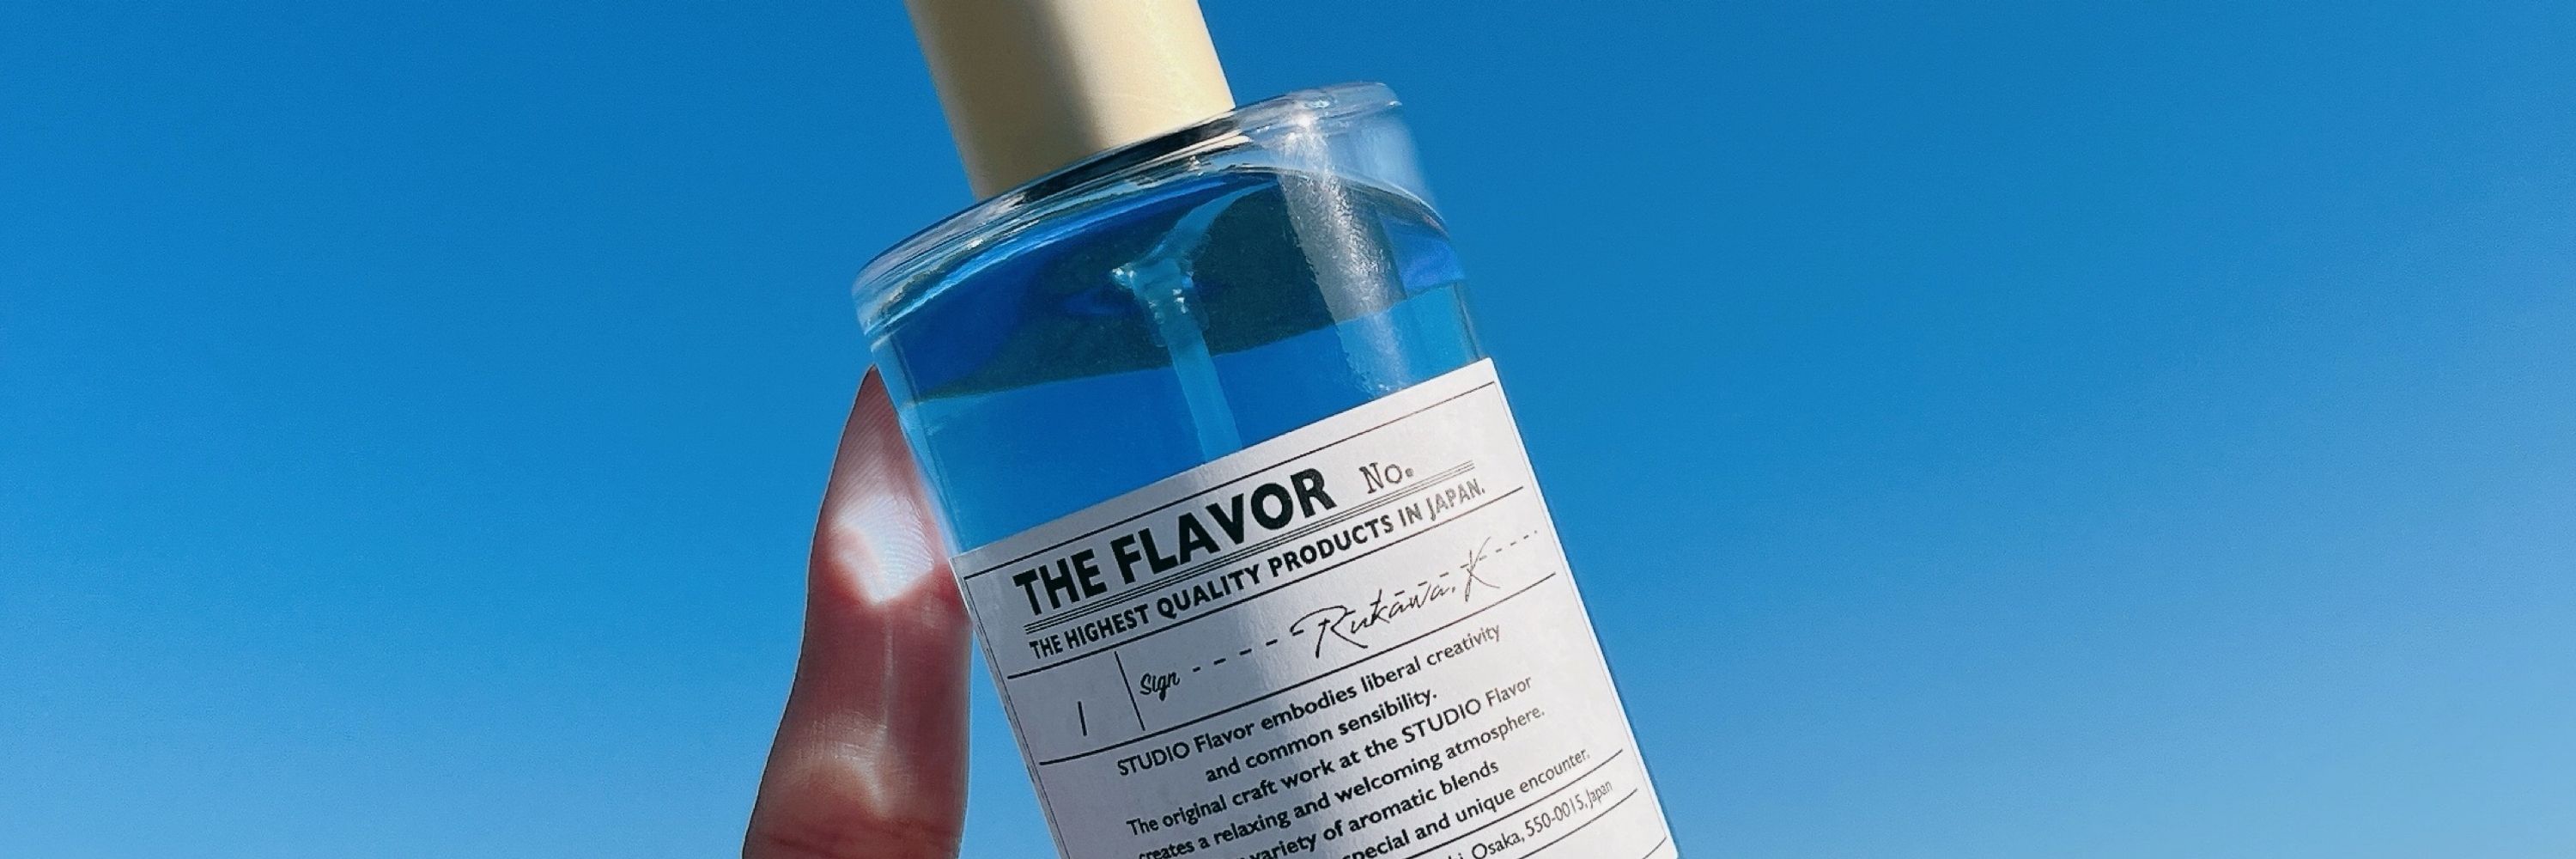 THE FLAVOR No.
THE HIGHEST QUALITY PRODUCTS IN JAPAN.
1 Sign Rukawa. K
STUDIO Flavor embodies liberal creativity
and common sensibility.
The original craft work at the STUDIO Flavor
creates a relaxing and welcoming atmosphere.
variety of aromatic blends
special and unique encounter.
Osaka, 550-0015, Japan